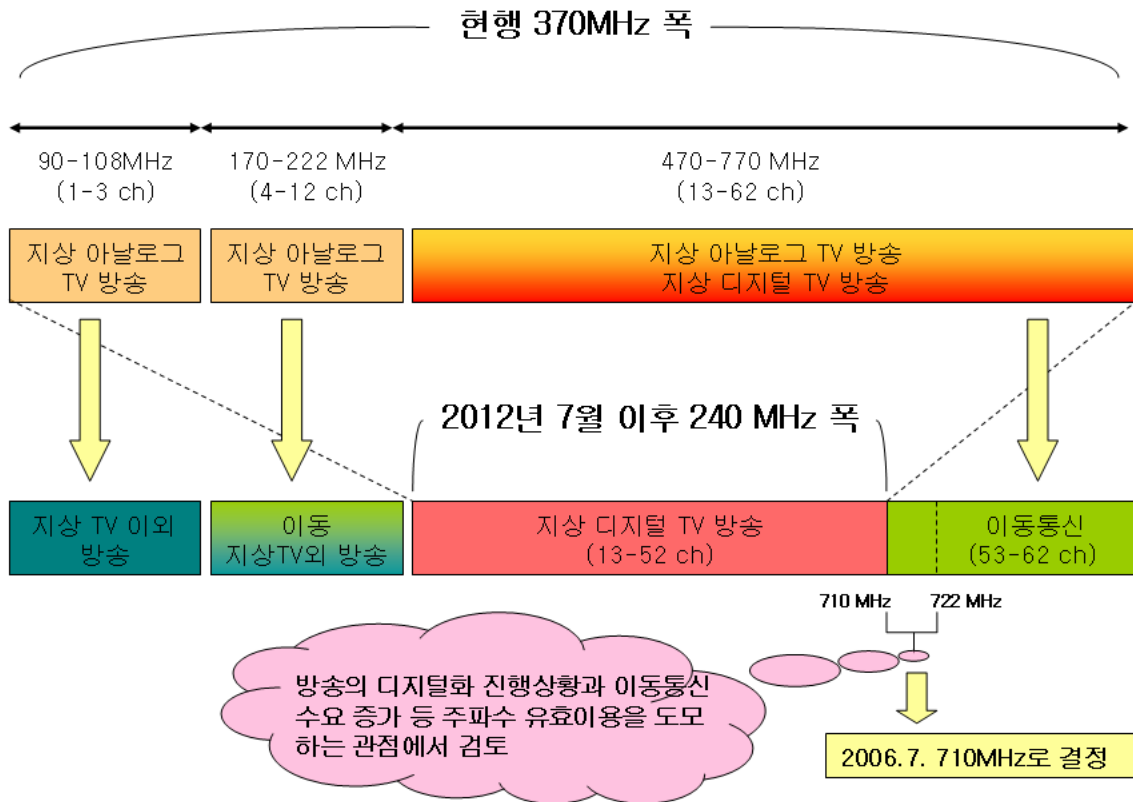 현행 370MHz 폭
90-108MHz
(1-3 ch)
170-222 MHz
(4-12 ch)
470-770 MHz
(13-62 ch)
지상 아날로그
TV 방송
지상 아날로그
TV 방송
지상 아날로그 TV 방송
지상 디지털 TV 방송
2012년 7월 이후 240 MHz 폭
지상 TV 이외
방송
이동
지상TV외 방송
지상 디지털 TV 방송
(13-52 ch)
이동통신
(53-62 ch)
710 MHz
722 MHz
방송의 디지털화 진행상황과 이동통신
수요 증가 등 주파수 유효이용을 도모
하는 관점에서 검토
2006.7. 710MHz로 결정